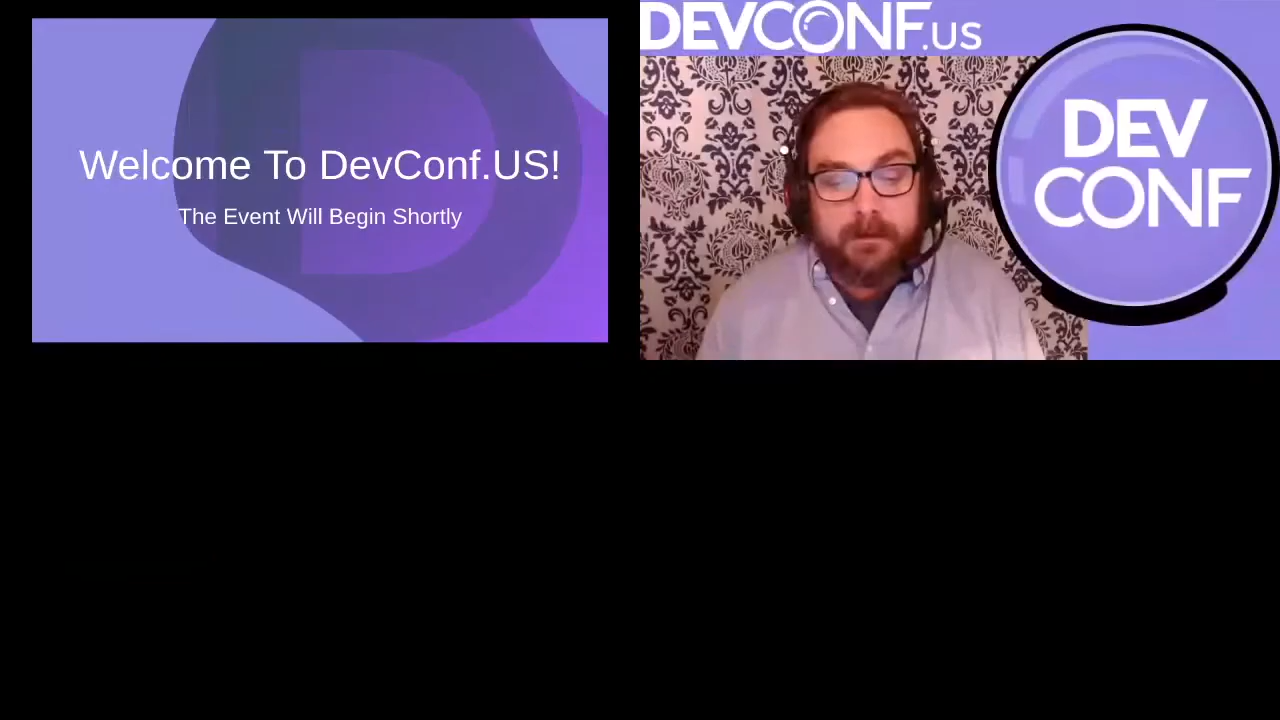 Welcome To DevConf.US!
The Event Will Begin Shortly
DEVCONF.US
DEV
CONF